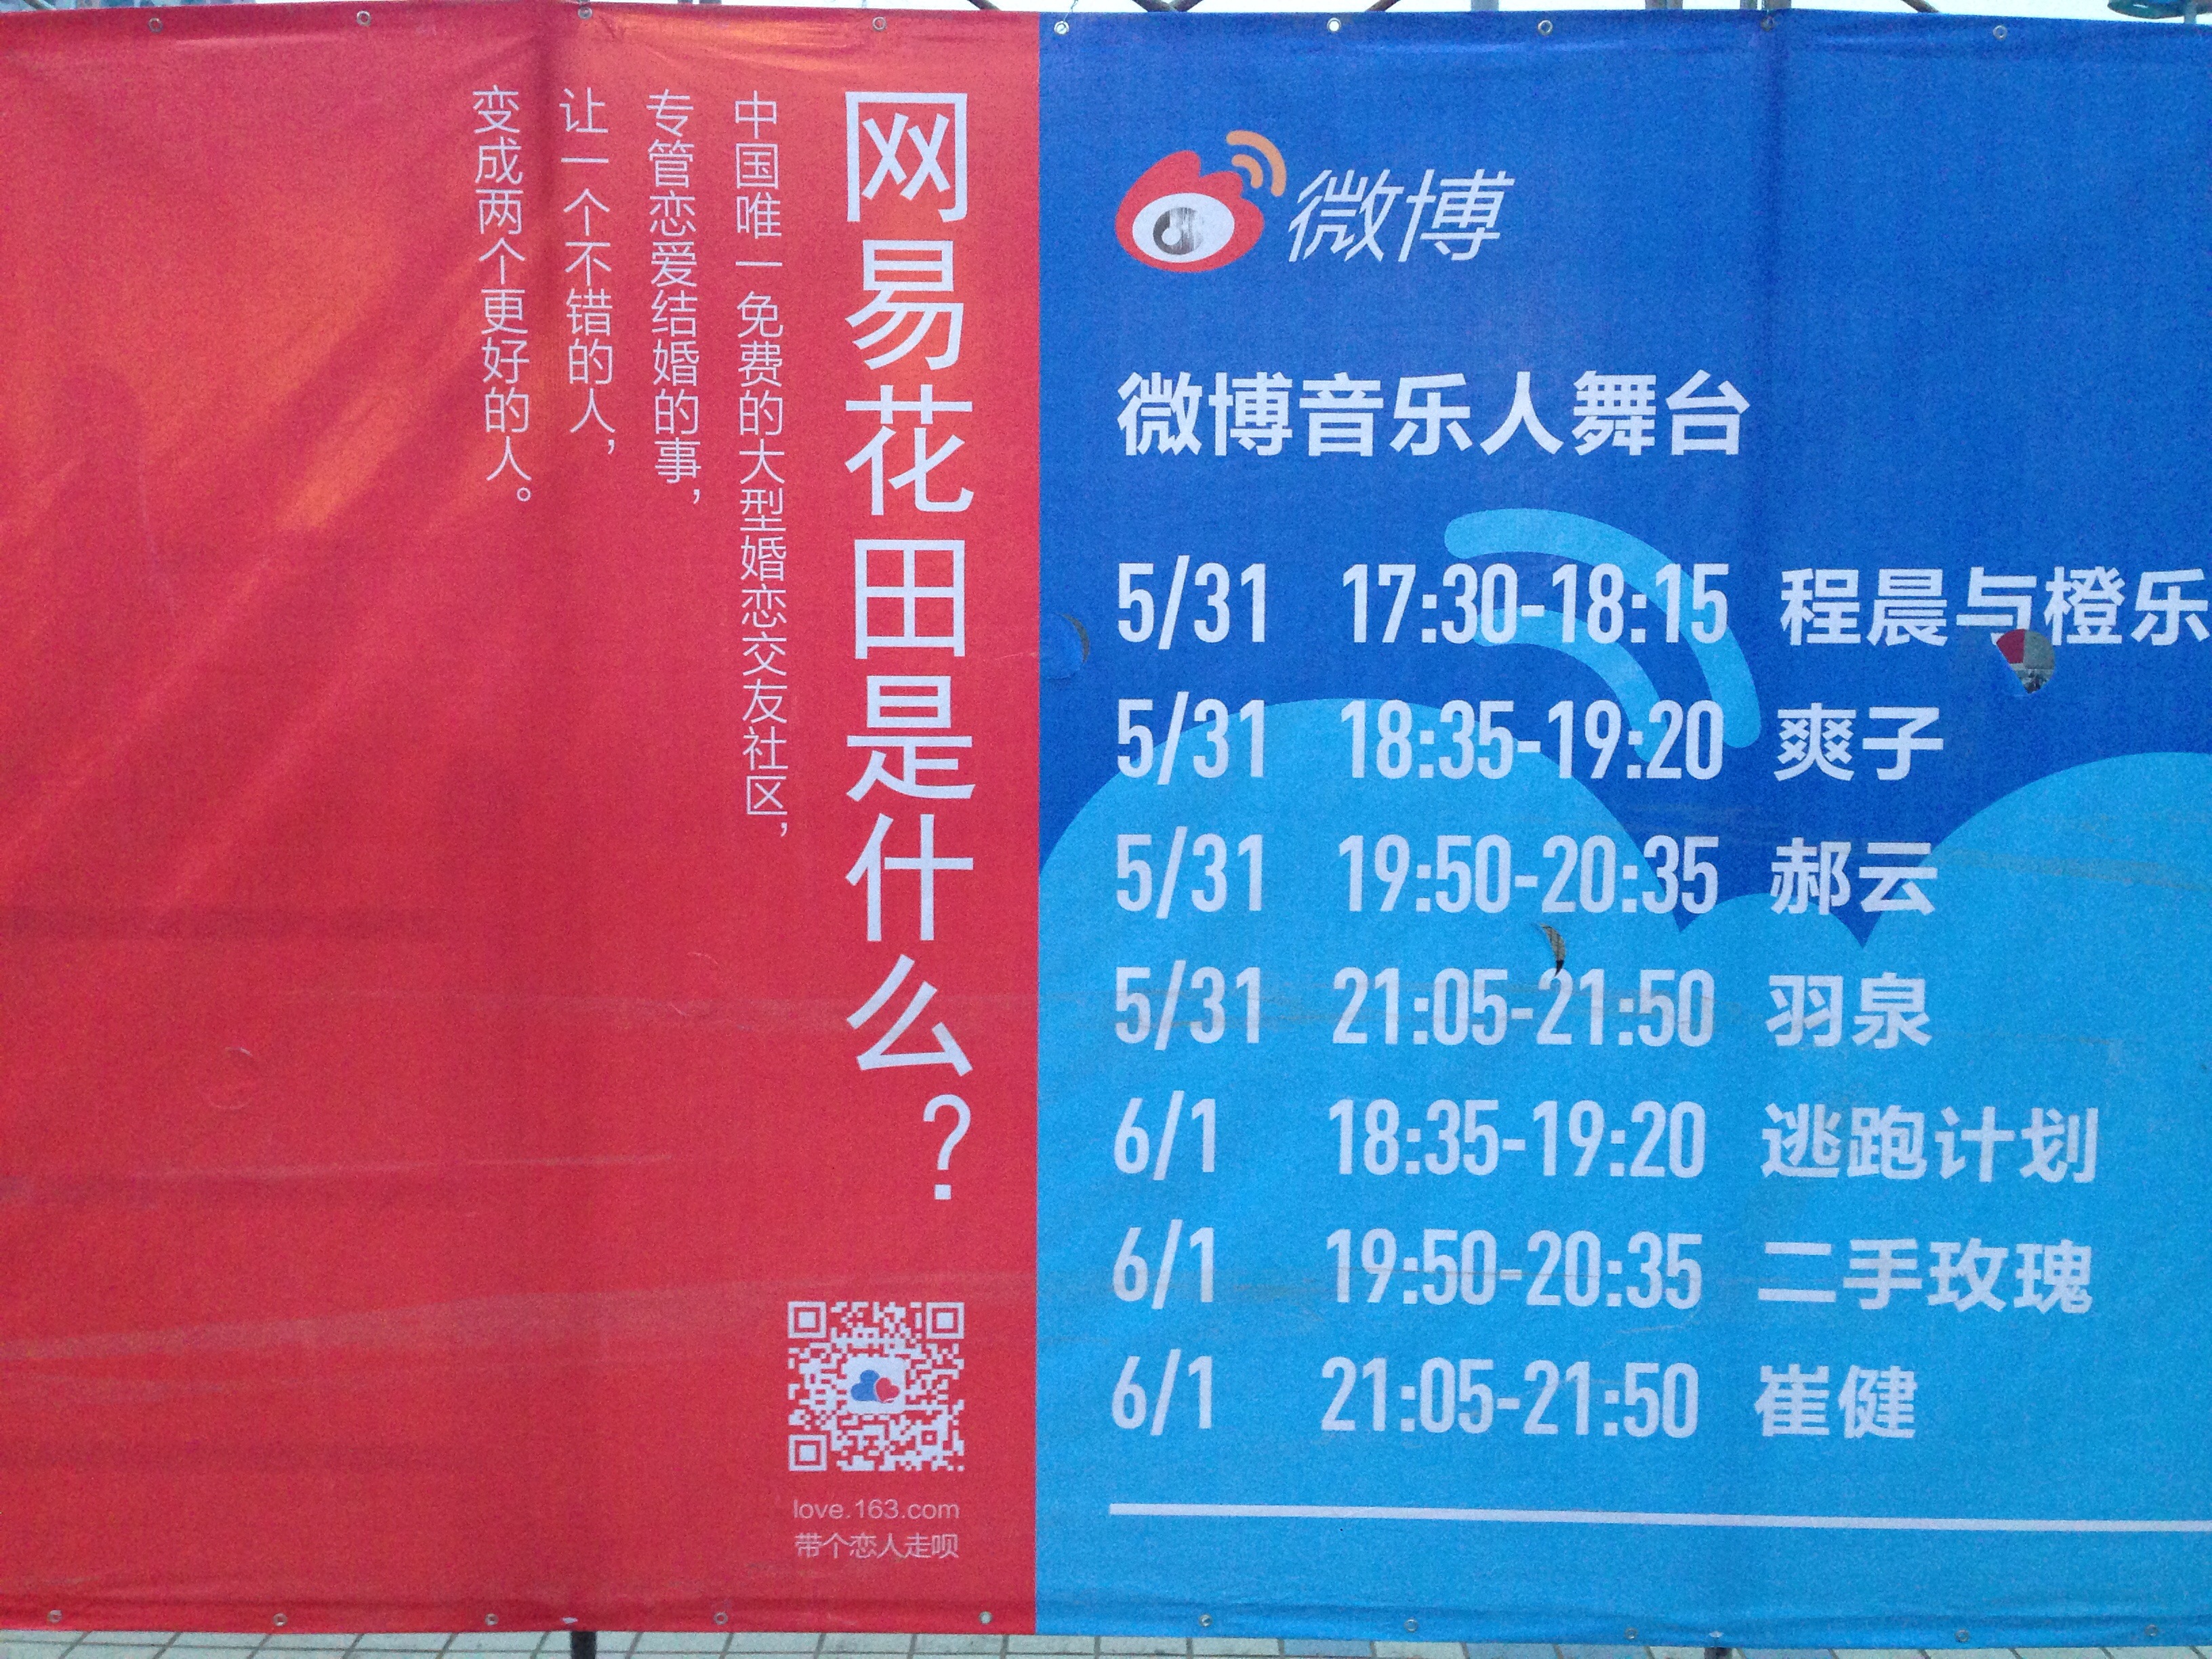 网易花田是什么?
中国唯一免费的大型婚恋交友社区,
专管恋爱结婚的事,
让一个不错的人,
变成两个更好的人。
love.163.com
带个恋人走呗
微博
微博音乐人舞台
5/31 17:30-18:15 程晨与橙乐
5/31 18:35-19:20 爽子
5/31 19:50-20:35 郝云
5/31 21:05-21:50 羽泉
6/1 18:35-19:20 逃跑计划
6/1 19:50-20:35 二手玫瑰
6/1 21:05-21:50 崔健